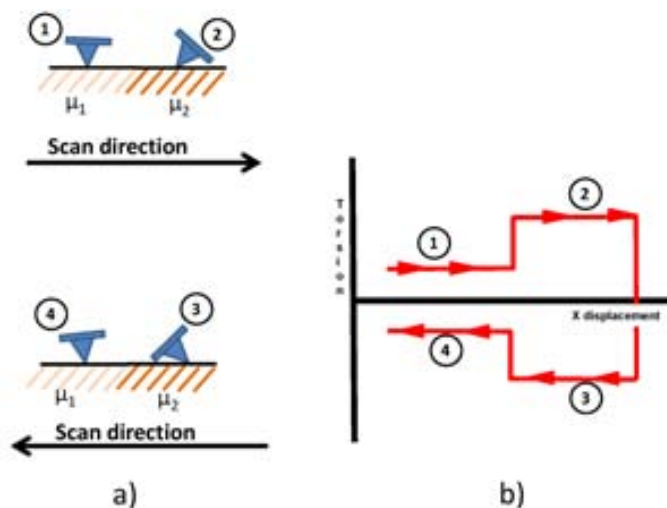 1
2
μ₁
μ₂
Scan direction
4
3
μ₁
μ₂
Scan direction
a)
Torsion
1
2
X displacement
4
3
b)